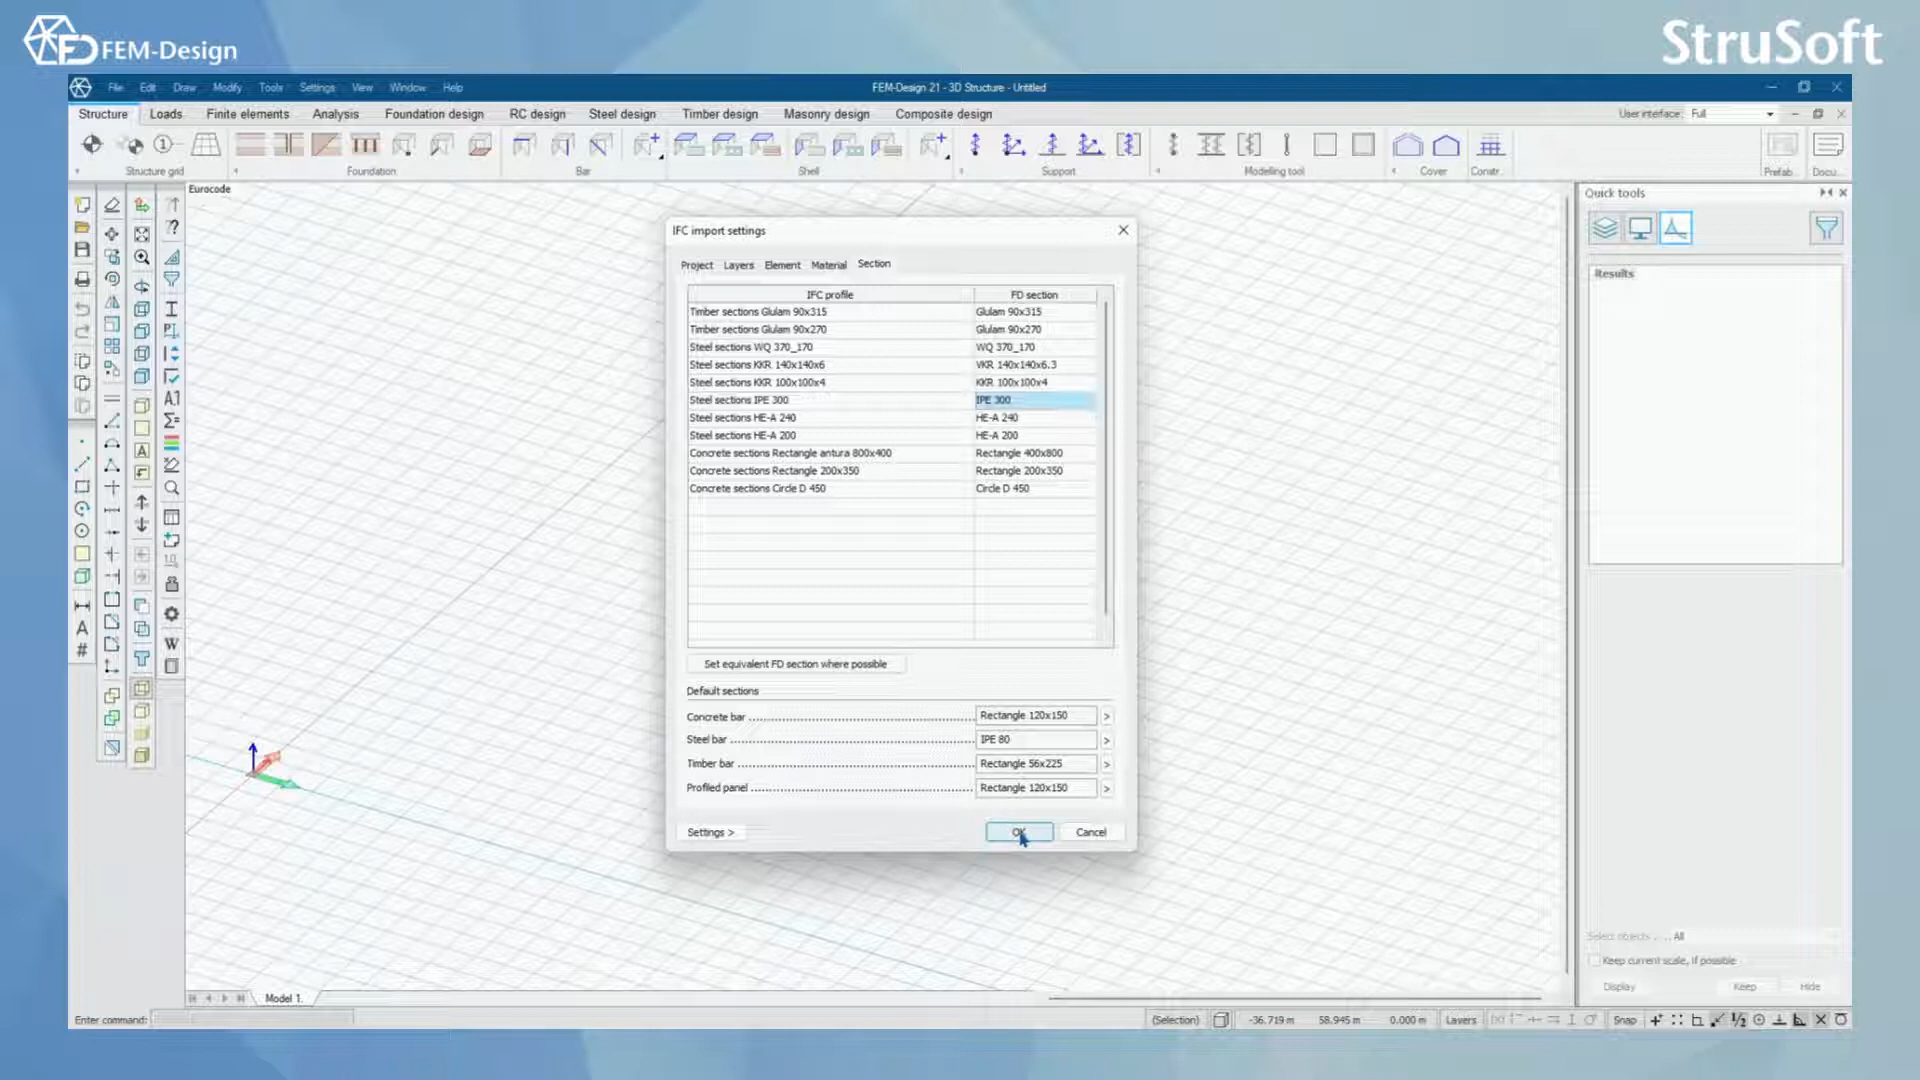 FEM-Design
StruSoft
File Edit Draw Modify Tools Settings View Window Help
FEM-Design 21 - 3D Structure - Untitled
Structure Loads Finite elements Analysis Foundation design RC design Steel design Timber design Masonry design Composite design
User interface: Full
Structure grid Foundation Bar Shell Support Modelling tool Cover Constr... Prefab... Docu...
Eurocode
Quick tools
Results
IFC import settings
Project Layers Element Material Section
IFC profile FD section
Timber sections Glulam 90x315 Glulam 90x315
Timber sections Glulam 90x270 Glulam 90x270
Steel sections WQ 370_170 WQ 370_170
Steel sections KKR 140x140x6 VKR 140x140x6.3
Steel sections KKR 100x100x4 KKR 100x100x4
Steel sections IPE 300 IPE 300
Steel sections HE-A 240 HE-A 240
Steel sections HE-A 200 HE-A 200
Concrete sections Rectangle antura 800x400 Rectangle 400x800
Concrete sections Rectangle 200x350 Rectangle 200x350
Concrete sections Circle D 450 Circle D 450
Set equivalent FD section where possible
Default sections
Concrete bar Rectangle 120x150 >
Steel bar IPE 80 >
Timber bar Rectangle 56x225 >
Profiled panel Rectangle 120x150 >
Settings > OK Cancel
Select objects .... All
Keep current scale, if possible
Display Keep Hide
Model 1.
Enter command:
(Selection) -36.719 m 58.945 m 0.000 m Layers Snap